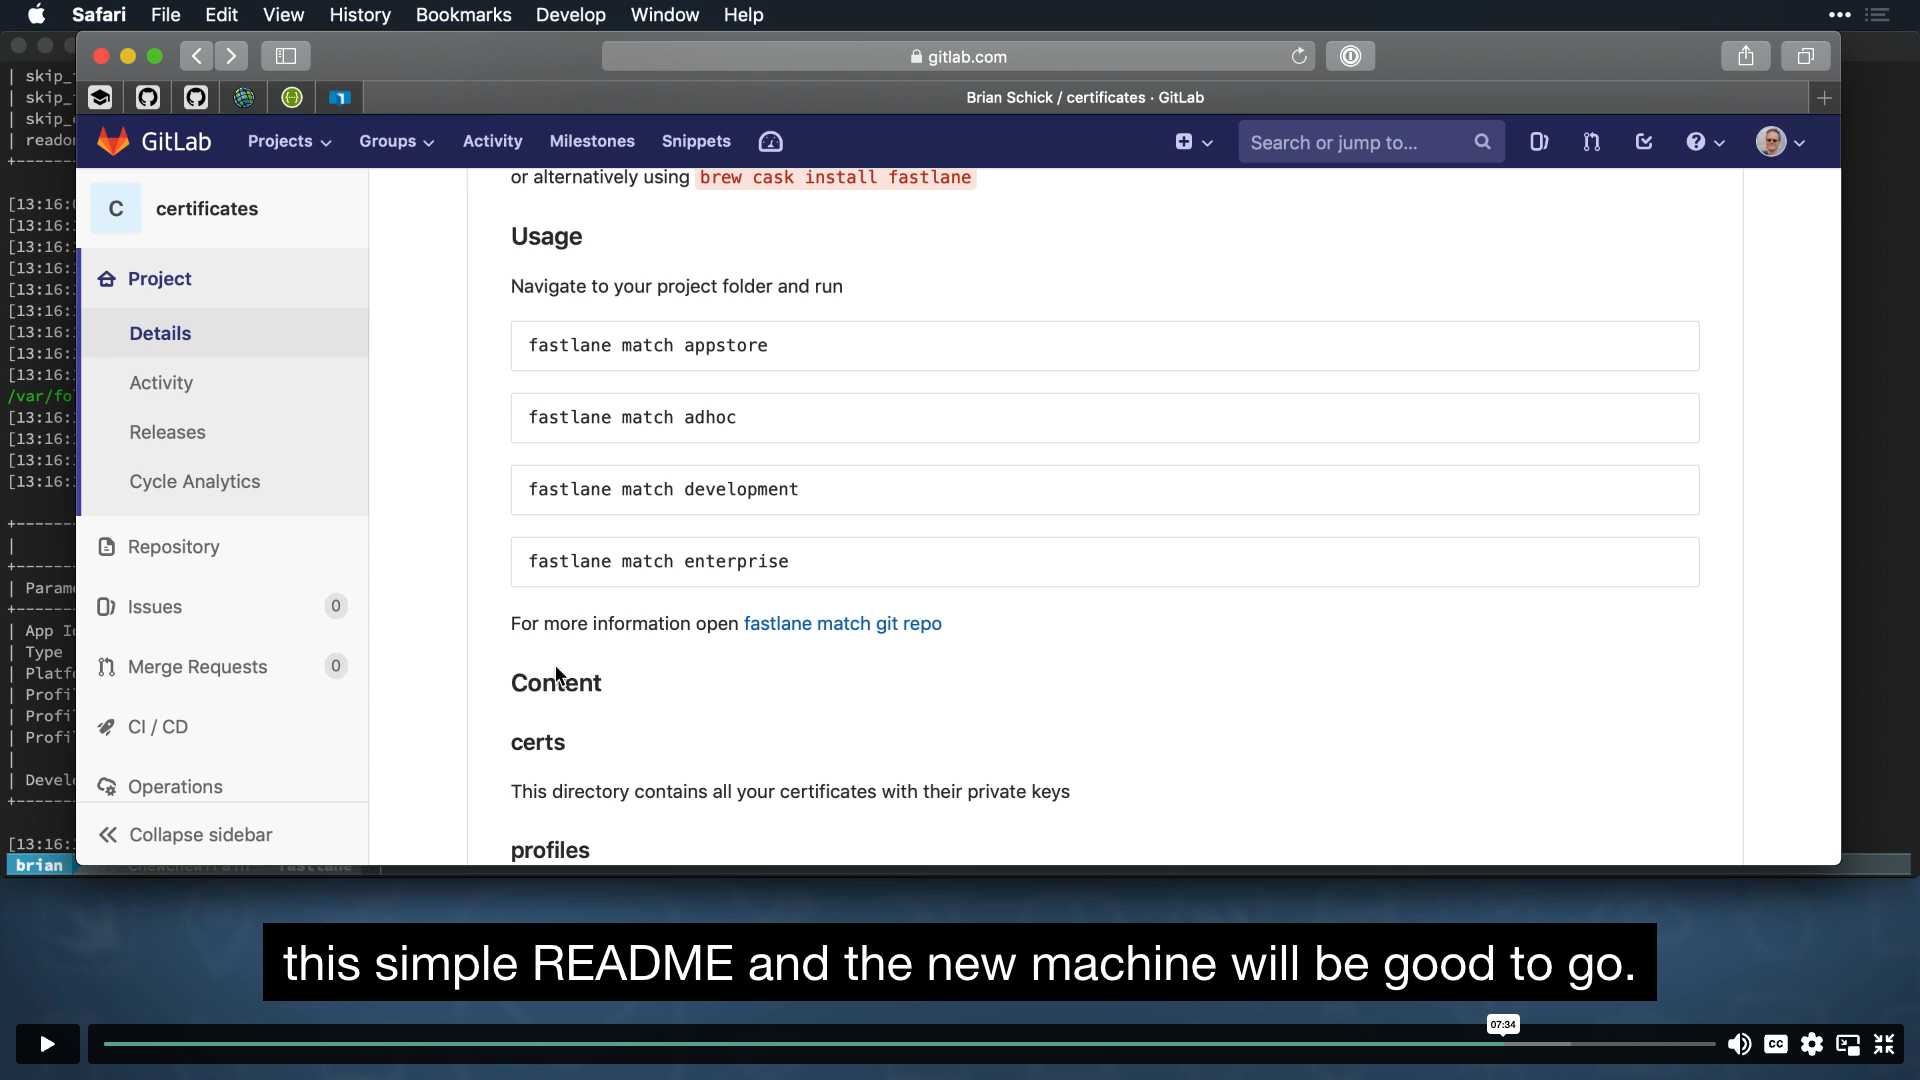 Safari File Edit View History Bookmarks Develop Window Help
gitlab.com
Brian Schick / certificates · GitLab
GitLab Projects Groups Activity Milestones Snippets Search or jump to...
C certificates
Project
Details
Activity
Releases
Cycle Analytics
Repository
Issues 0
Merge Requests 0
CI / CD
Operations
Collapse sidebar
or alternatively using brew cask install fastlane
Usage
Navigate to your project folder and run
fastlane match appstore
fastlane match adhoc
fastlane match development
fastlane match enterprise
For more information open fastlane match git repo
Content
certs
This directory contains all your certificates with their private keys
profiles
| skip_
| skip_
| skip_
| reado
[13:16:
[13:16:
[13:16:
[13:16:
[13:16:
[13:16:
[13:16:
[13:16:
[13:16:
/var/fo
[13:16:
[13:16:
[13:16:
[13:16:
| Param
| App I
| Type
| Platf
| Profi
| Profi
| Profi
| Devel
[13:16:
brian
this simple README and the new machine will be good to go.
07:34
CC